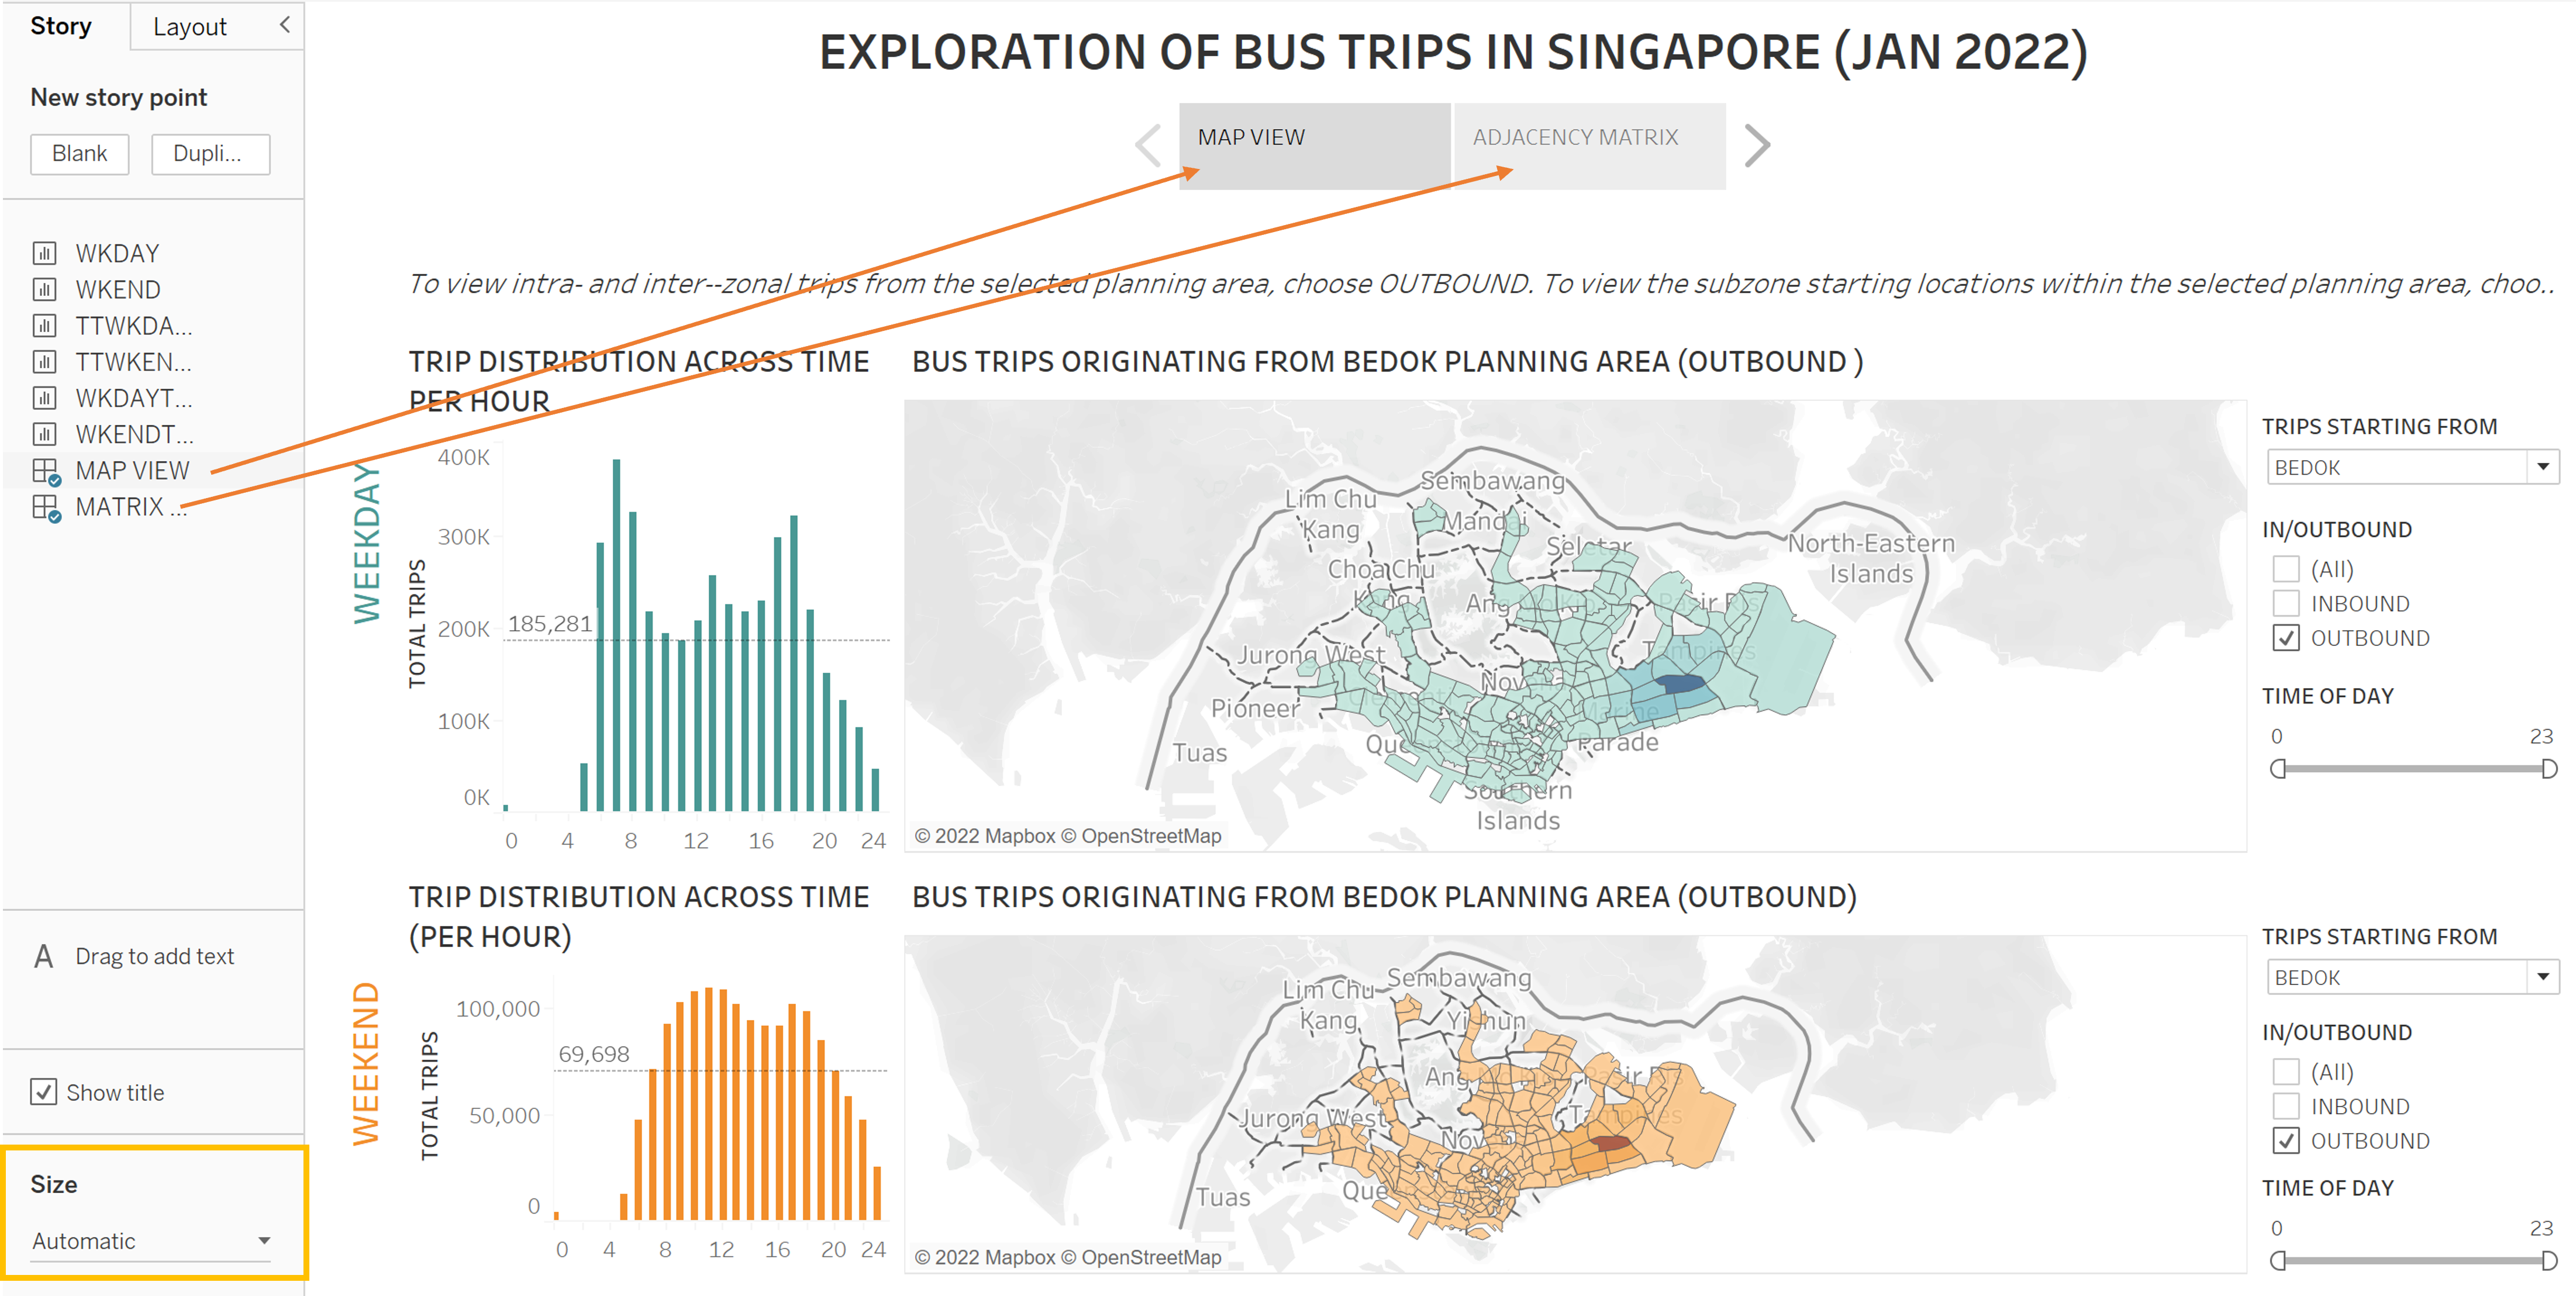 Story
Layout
New story point
Blank
Dupli...
WKDAY
WKEND
TTWKDA...
TTWKEN...
WKDAYT...
WKENDT...
MAP VIEW
MATRIX ...
A Drag to add text
Show title
Size
Automatic
EXPLORATION OF BUS TRIPS IN SINGAPORE (JAN 2022)
MAP VIEW
ADJACENCY MATRIX
To view intra- and inter--zonal trips from the selected planning area, choose OUTBOUND. To view the subzone starting locations within the selected planning area, choo..
TRIP DISTRIBUTION ACROSS TIME
PER HOUR
WEEKDAY
TOTAL TRIPS
400K
300K
200K
100K
0K
185,281
0 4 8 12 16 20 24
BUS TRIPS ORIGINATING FROM BEDOK PLANNING AREA (OUTBOUND )
Sembawang
Lim Chu
Kang
Mandai
Seletar
North-Eastern
Islands
Choa Chu
Kang
Ang Mo Kio
Pasir Ris
Jurong West
Tampines
Novena
Clementi
Pioneer
Marine
Parade
Tuas
Southern
Islands
© 2022 Mapbox © OpenStreetMap
TRIPS STARTING FROM
BEDOK
IN/OUTBOUND
(All)
INBOUND
OUTBOUND
TIME OF DAY
0 23
TRIP DISTRIBUTION ACROSS TIME
(PER HOUR)
WEEKEND
TOTAL TRIPS
100,000
50,000
0
69,698
0 4 8 12 16 20 24
BUS TRIPS ORIGINATING FROM BEDOK PLANNING AREA (OUTBOUND)
Sembawang
Lim Chu
Kang
Yishun
Ang Mo Kio
Pasir Ris
Jurong West
Tampines
Nov
Que
Tuas
© 2022 Mapbox © OpenStreetMap
TRIPS STARTING FROM
BEDOK
IN/OUTBOUND
(All)
INBOUND
OUTBOUND
TIME OF DAY
0 23